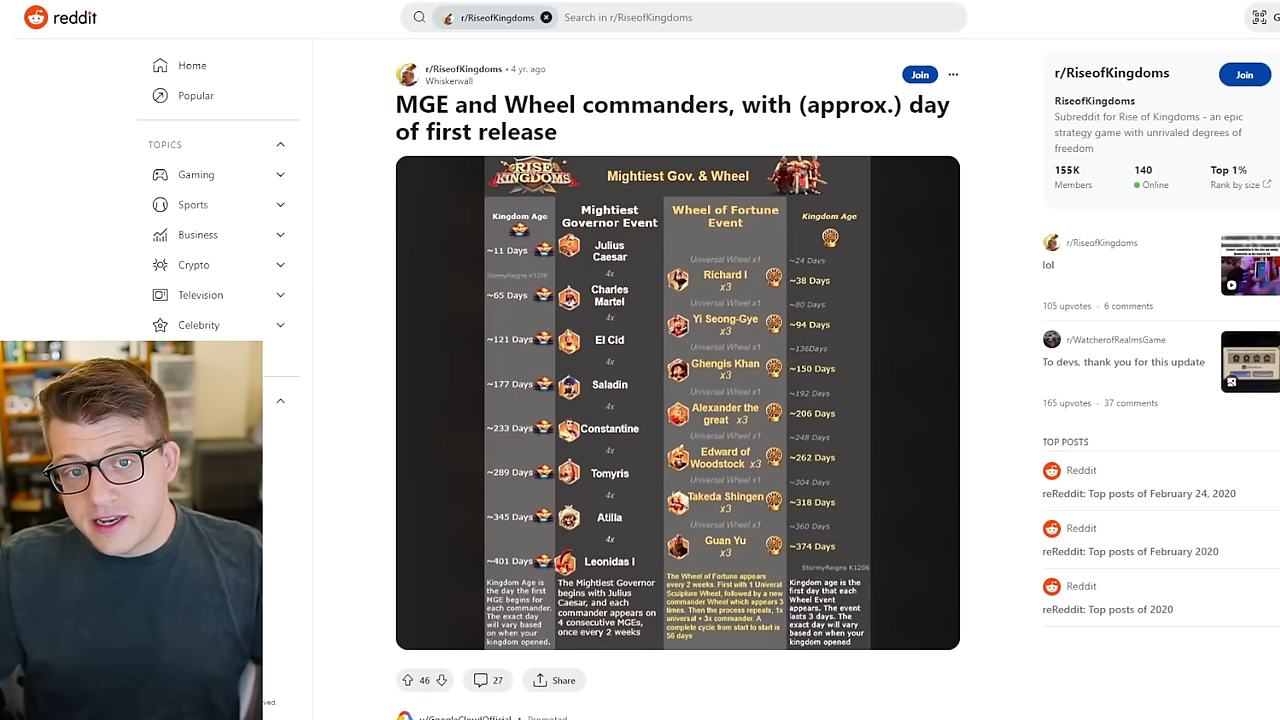 reddit
r/RiseofKingdoms
Search in r/RiseofKingdoms
Home
Popular
TOPICS
Gaming
Sports
Business
Crypto
Television
Celebrity
r/RiseofKingdoms • 4 yr. ago
Whiskerwall
Join
MGE and Wheel commanders, with (approx.) day
of first release
RISE OF
KINGDOMS
Mightiest Gov. & Wheel
Kingdom Age
Mightiest
Governor Event
Wheel of Fortune
Event
Kingdom Age
~11 Days
Julius
Caesar
Universal Wheel x1
~24 Days
StormyReigns K1206
4x
Richard I
x3
~38 Days
~65 Days
Charles
Martel
Universal Wheel x1
~80 Days
4x
Yi Seong-Gye
x3
~94 Days
~121 Days
El Cid
Universal Wheel x1
~136Days
4x
Ghengis Khan
x3
~150 Days
~177 Days
Saladin
Universal Wheel x1
~192 Days
4x
Alexander the
great x3
~206 Days
~233 Days
Constantine
Universal Wheel x1
~248 Days
4x
Edward of
Woodstock x3
~262 Days
~289 Days
Tomyris
Universal Wheel x1
~304 Days
4x
Takeda Shingen
x3
~318 Days
~345 Days
Atilla
Universal Wheel x1
~360 Days
4x
Guan Yu
x3
~374 Days
~401 Days
Leonidas I
StormyReigns K1206
Kingdom Age is
the day the first
MGE begins for
each commander.
The exact day
will vary based
on when your
kingdom opened.
The Mightiest Governor
begins with Julius
Caesar, and each
commander appears on
4 consecutive MGEs,
once every 2 weeks
The Wheel of Fortune appears
every 2 weeks. First with 1 Univeral
Sculpture Wheel, followed by a new
commander Wheel which appears 3
times. Then the process repeats, 1x
universal + 3x commander. A
complete cycle from start to start is
56 days
Kingdom age is the
first day that each
Wheel Event
appears. The event
lasts 3 days. The
exact day will vary
based on when your
kingdom opened
46
27
Share
r/GoogleCloudOfficial • Promoted
r/RiseofKingdoms
Join
RiseofKingdoms
Subreddit for Rise of Kingdoms - an epic
strategy game with unrivaled degrees of
freedom
155K
140
Top 1%
Members
Online
Rank by size
r/RiseofKingdoms
lol
105 upvotes · 6 comments
r/WatcherofRealmsGame
To devs, thank you for this update
165 upvotes · 37 comments
TOP POSTS
Reddit
reReddit: Top posts of February 24, 2020
Reddit
reReddit: Top posts of February 2020
Reddit
reReddit: Top posts of 2020